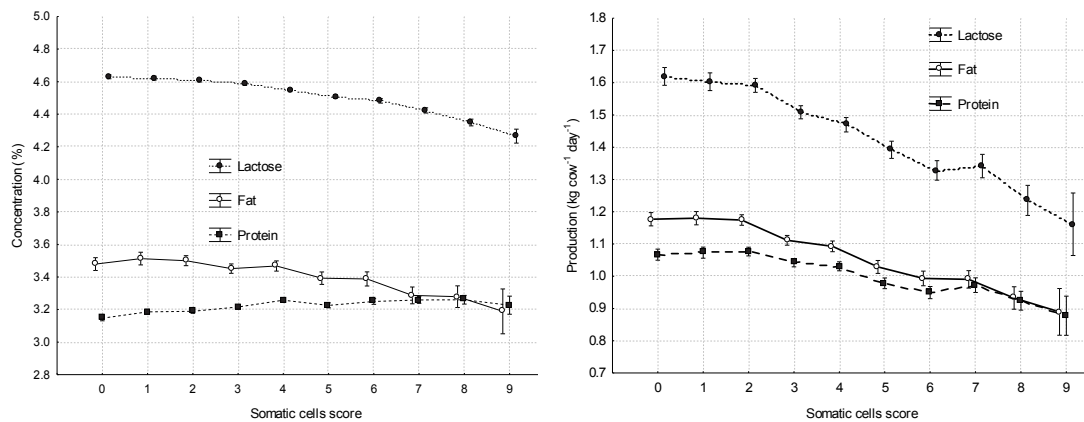 5.0
4.8
4.6
4.4
4.2
4.0
3.8
3.6
3.4
3.2
3.0
2.8
Concentration (%)
Lactose
Fat
Protein
0 1 2 3 4 5 6 7 8 9
Somatic cells score
1.8
1.7
1.6
1.5
1.4
1.3
1.2
1.1
1.0
0.9
0.8
0.7
Production (kg cow⁻¹ day⁻¹)
Lactose
Fat
Protein
0 1 2 3 4 5 6 7 8 9
Somatic cells score